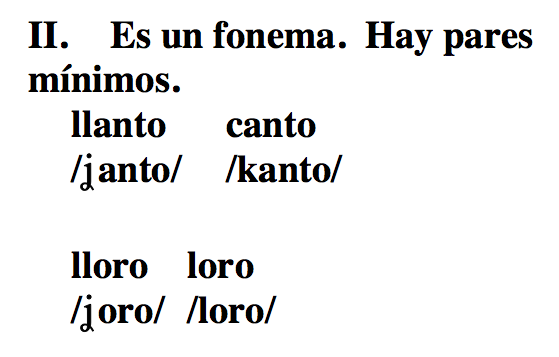 II. Es un fonema. Hay pares
mínimos.
llanto canto
/ʝanto/ /kanto/
lloro loro
/ʝoro/ /loro/